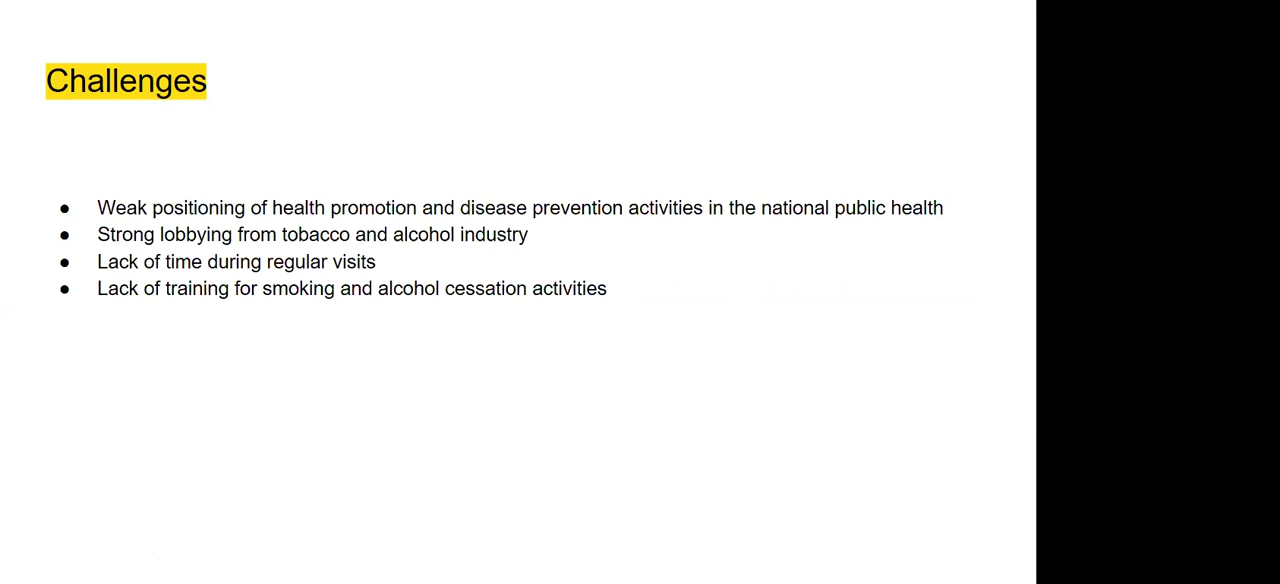 Challenges
● Weak positioning of health promotion and disease prevention activities in the national public health
● Strong lobbying from tobacco and alcohol industry
● Lack of time during regular visits
● Lack of training for smoking and alcohol cessation activities